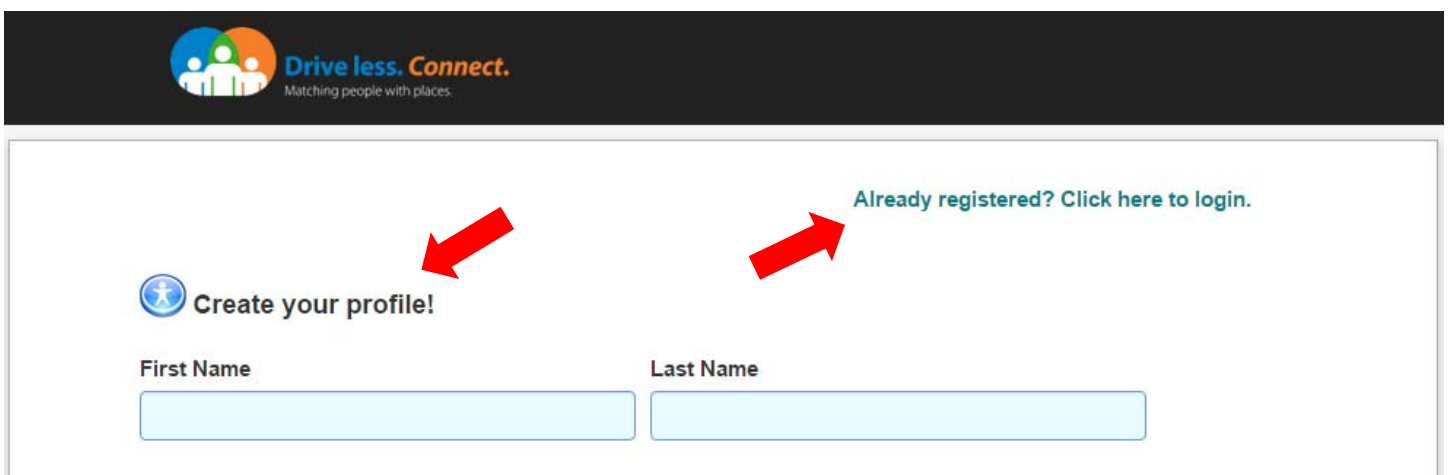 Drive less. Connect.
Matching people with places.
Already registered? Click here to login.
Create your profile!
First Name
Last Name